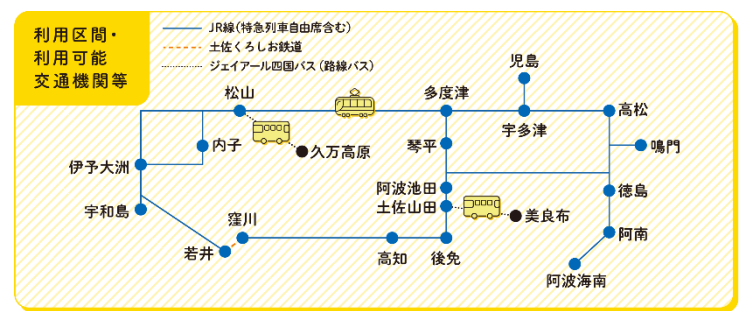 利用区間・
利用可能
交通機関等
JR線（特急列車自由席含む）
土佐くろしお鉄道
ジェイアール四国バス（路線バス）
児島
松山
多度津
高松
宇多津
内子
久万高原
琴平
鳴門
伊予大洲
阿波池田
徳島
土佐山田
宇和島
美良布
窪川
阿南
若井
高知
後免
阿波海南